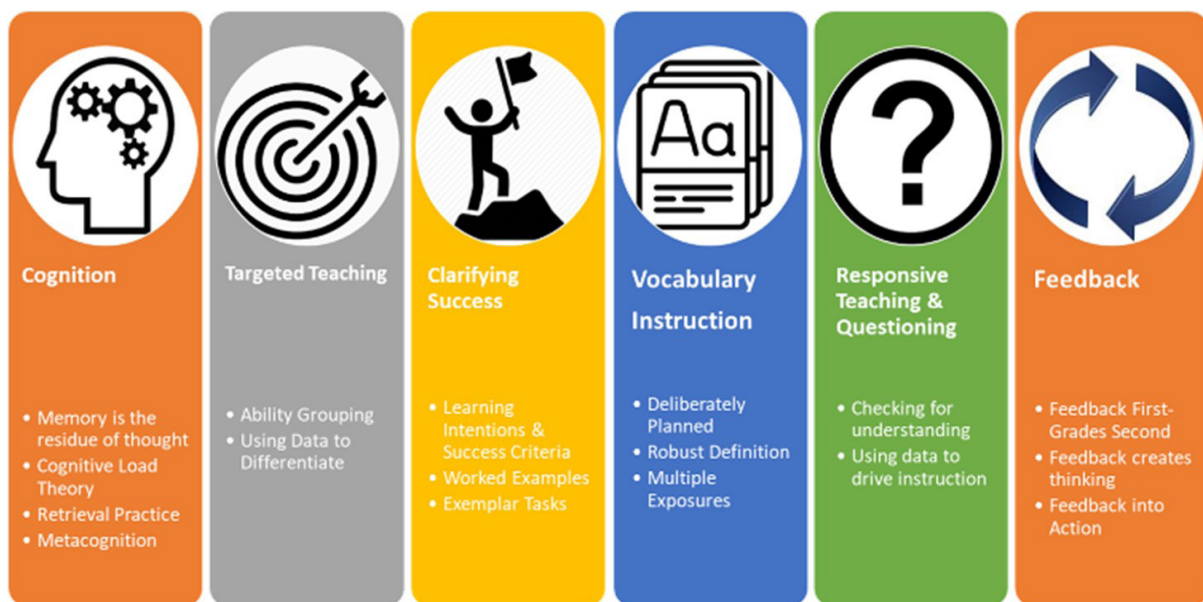 Cognition
• Memory is the
residue of thought
• Cognitive Load
Theory
• Retrieval Practice
• Metacognition
Targeted Teaching
• Ability Grouping
• Using Data to
Differentiate
Clarifying
Success
• Learning
Intentions &
Success Criteria
• Worked Examples
• Exemplar Tasks
Aa
Vocabulary
Instruction
• Deliberately
Planned
• Robust Definition
• Multiple
Exposures
?
Responsive
Teaching &
Questioning
• Checking for
understanding
• Using data to
drive instruction
Feedback
• Feedback First-
Grades Second
• Feedback creates
thinking
• Feedback into
Action